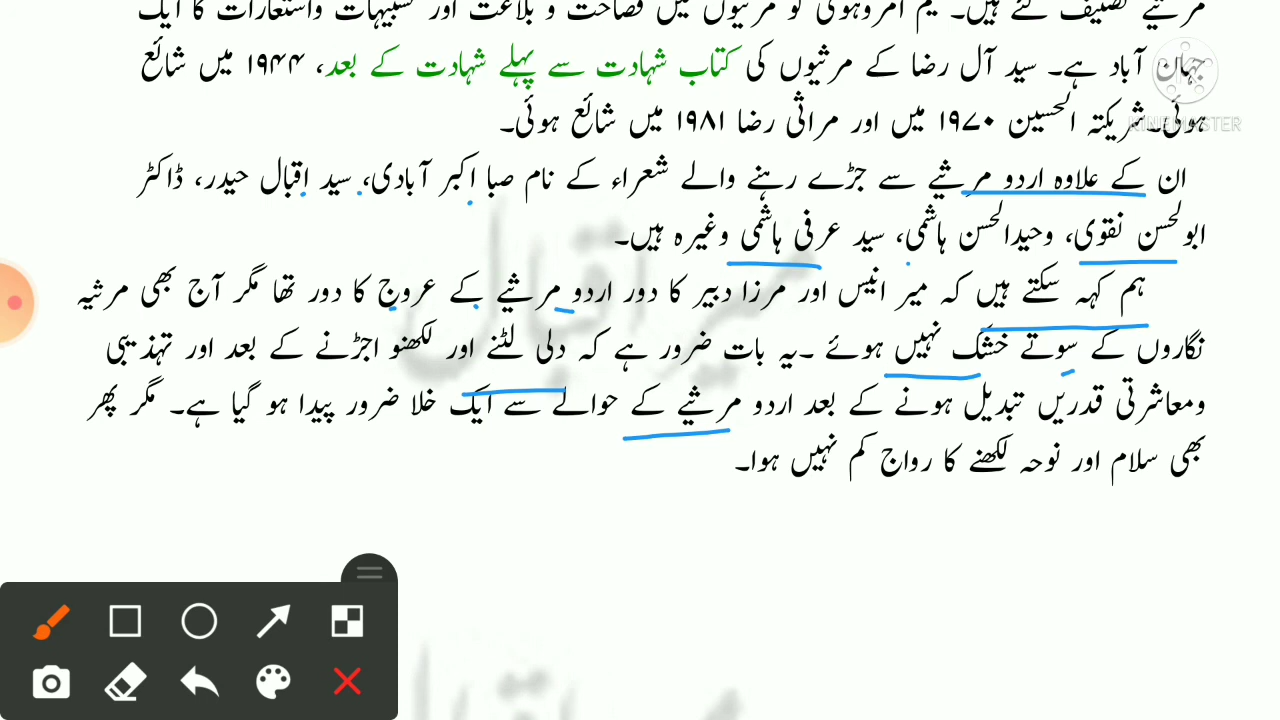 مرثیے تصنیف کئے ہیں۔ نسیم امروہوی کو مرثیوں میں فصاحت و بلاغت اور تشبیہات واستعارات کا ایک
جہان آباد ہے۔ سید آل رضا کے مرثیوں کی کتاب شہادت سے پہلے شہادت کے بعد، ۱۹۴۴ میں شائع
ہوئی۔شریکتہ الحسین ۱۹۷۰ میں اور مراثی رضا ۱۹۸۱ میں شائع ہوئی۔
KINEMASTER
ان کے علاوہ اردو مرثیے سے جڑے رہنے والے شعراء کے نام صبا اکبر آبادی، سید اقبال حیدر، ڈاکٹر
ابولحسن نقوی، وحیدالحسن ہاشمی، سید عرفی ہاشمی وغیرہ ہیں۔
ہم کہہ سکتے ہیں کہ میر انیس اور مرزا دبیر کا دور اردو مرثیے کے عروج کا دور تھا مگر آج بھی مرثیہ
نگاروں کے سوتے خشک نہیں ہوئے ۔یہ بات ضرور ہے کہ دلی لٹنے اور لکھنو اجڑنے کے بعد اور تہذیبی
ومعاشرتی قدریں تبدیل ہونے کے بعد اردو مرثیے کے حوالے سے ایک خلا ضرور پیدا ہو گیا ہے۔ مگر پھر
بھی سلام اور نوحہ لکھنے کا رواج کم نہیں ہوا۔
میر اقبال